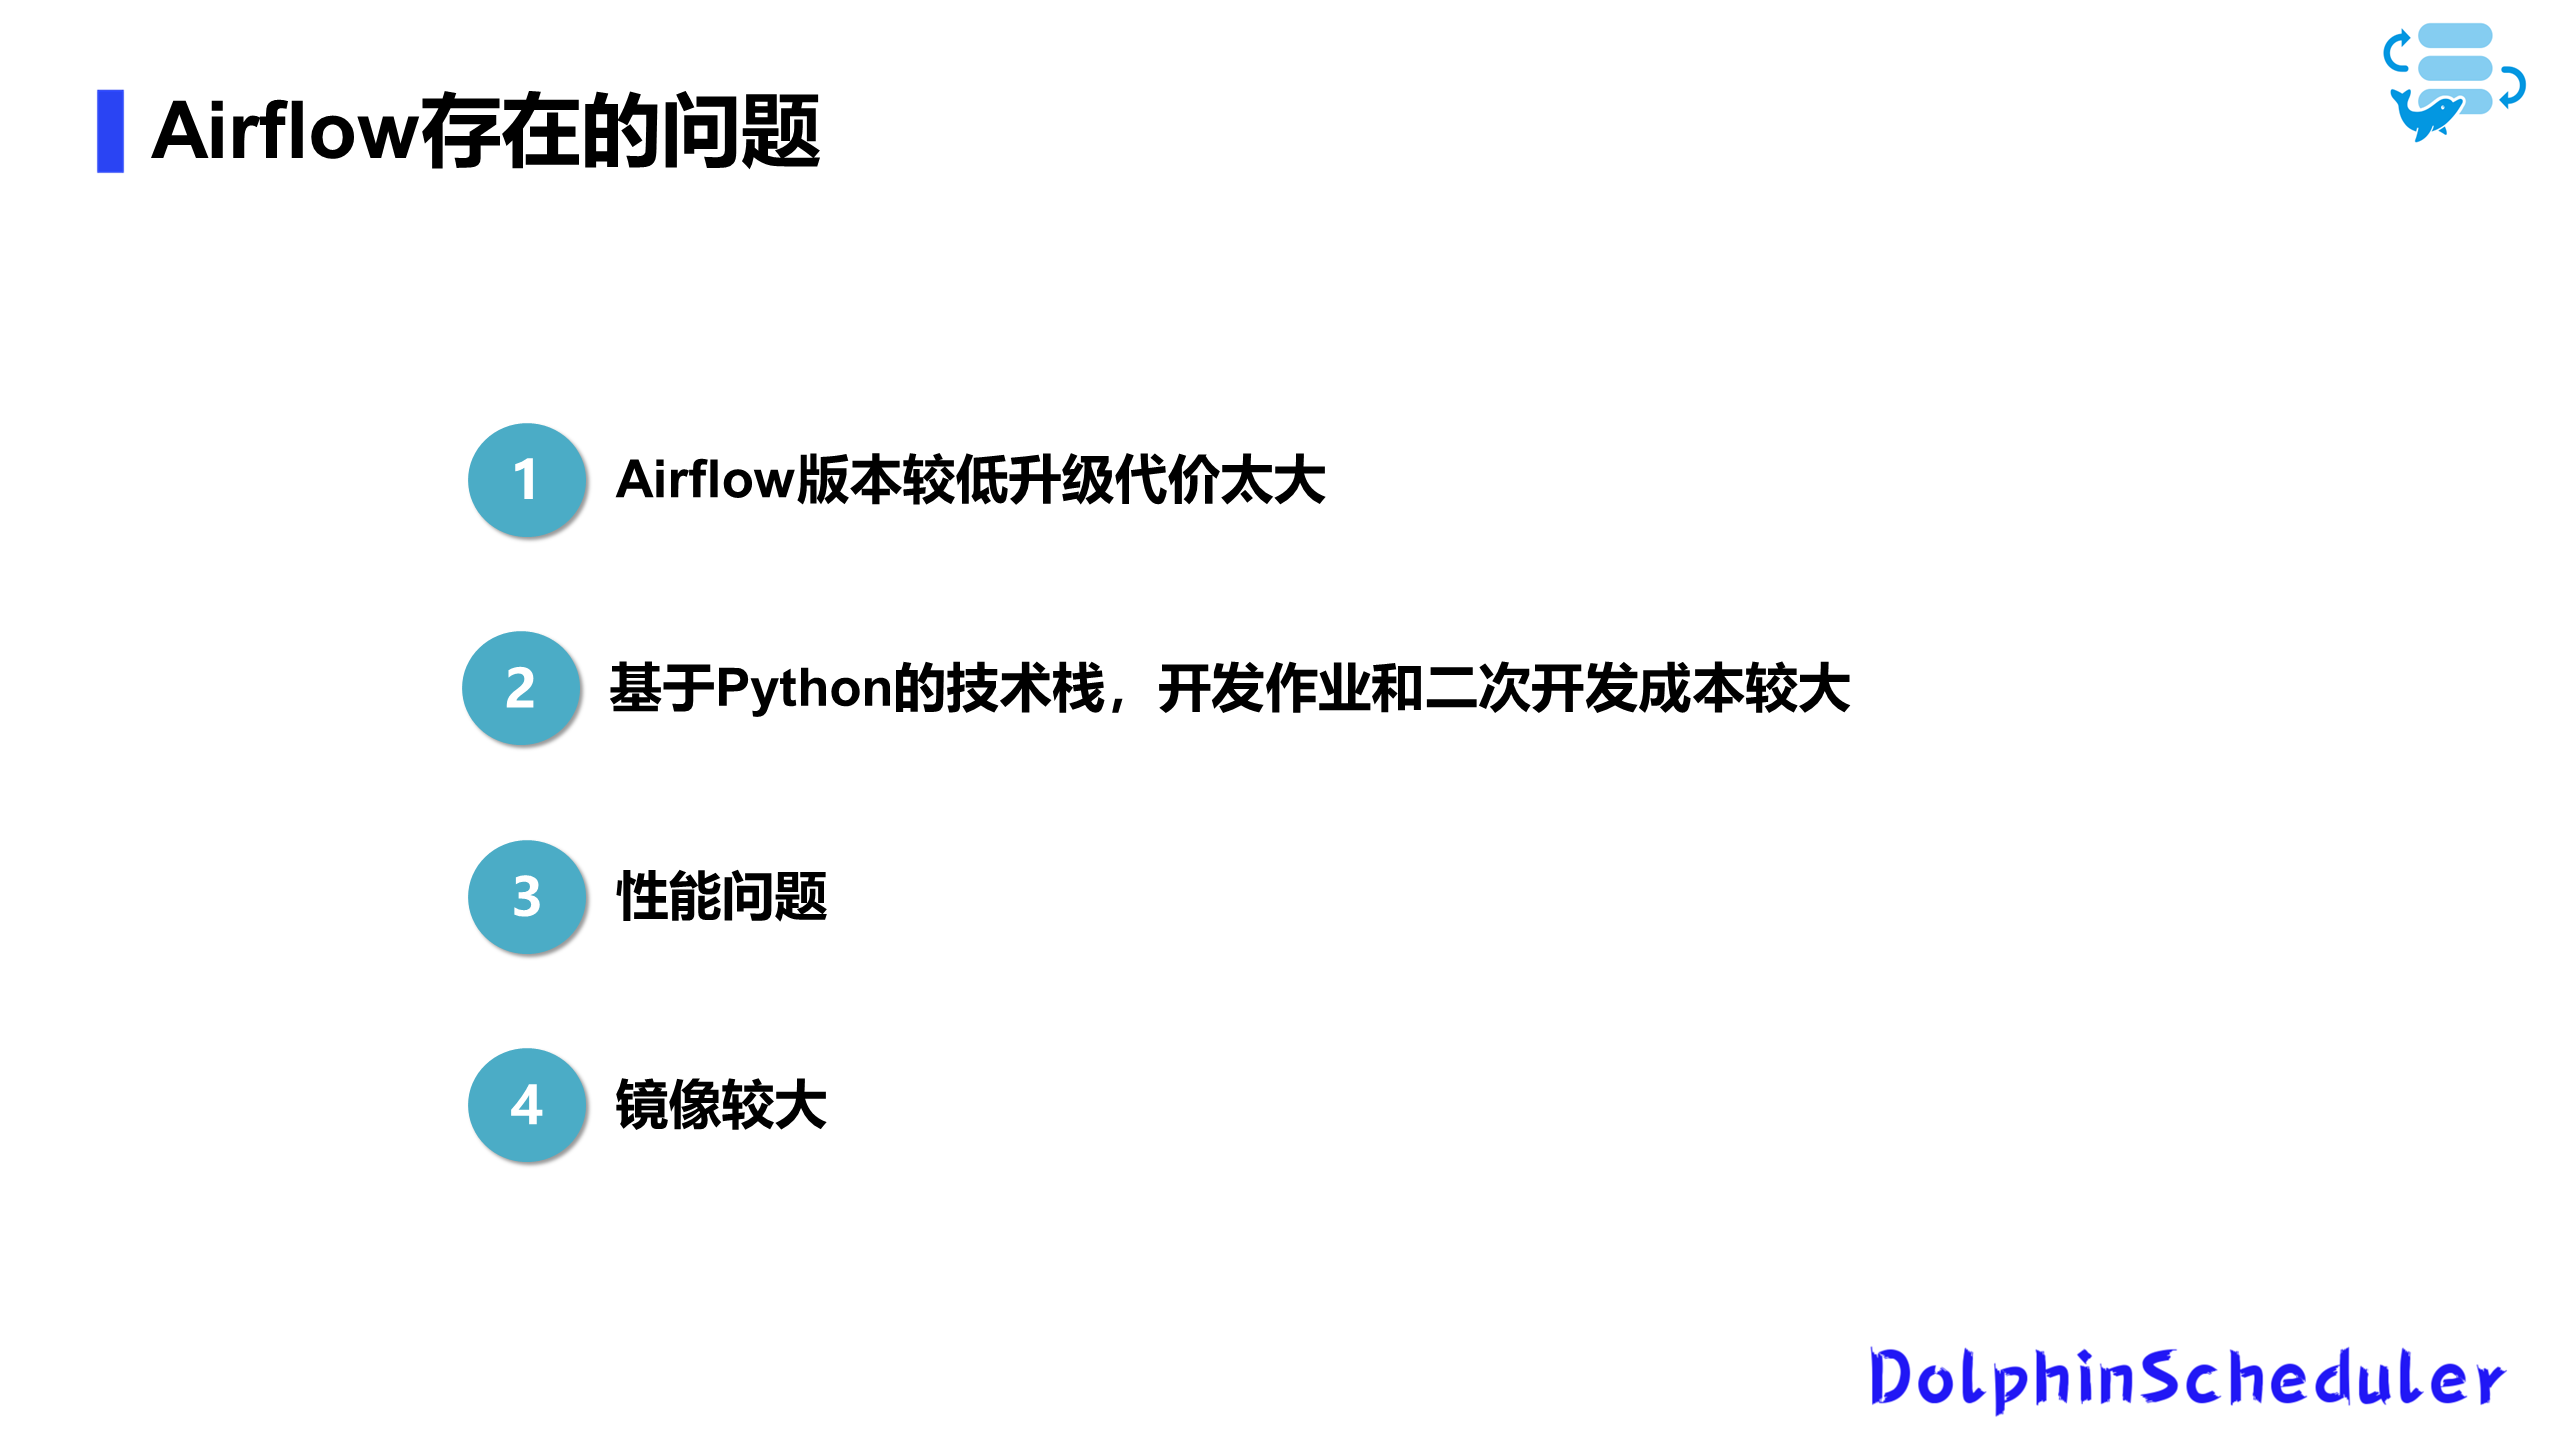 Airflow存在的问题
1 Airflow版本较低升级代价太大
2 基于Python的技术栈，开发作业和二次开发成本较大
3 性能问题
4 镜像较大
DolphinScheduler